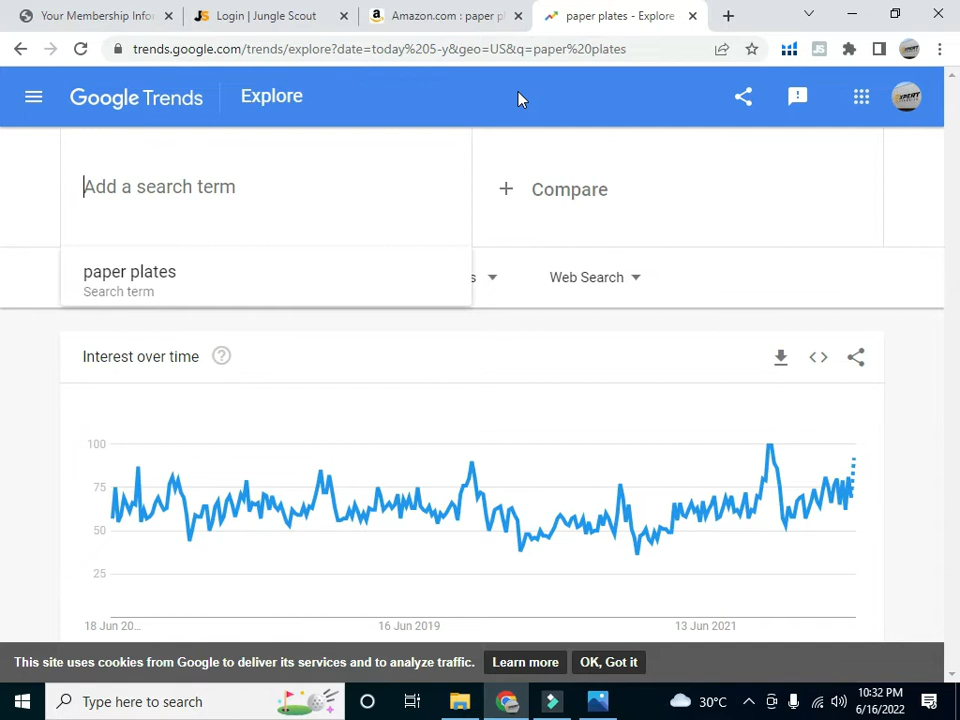 Your Membership Info
Login | Jungle Scout
Amazon.com : paper pl
paper plates - Explore
trends.google.com/trends/explore?date=today%205-y&geo=US&q=paper%20plates
Google Trends
Explore
Add a search term
Compare
paper plates
Search term
s
Web Search
Interest over time
100
75
50
25
18 Jun 20...
16 Jun 2019
13 Jun 2021
This site uses cookies from Google to deliver its services and to analyze traffic.
Learn more
OK, Got it
Type here to search
30°C
10:32 PM
6/16/2022